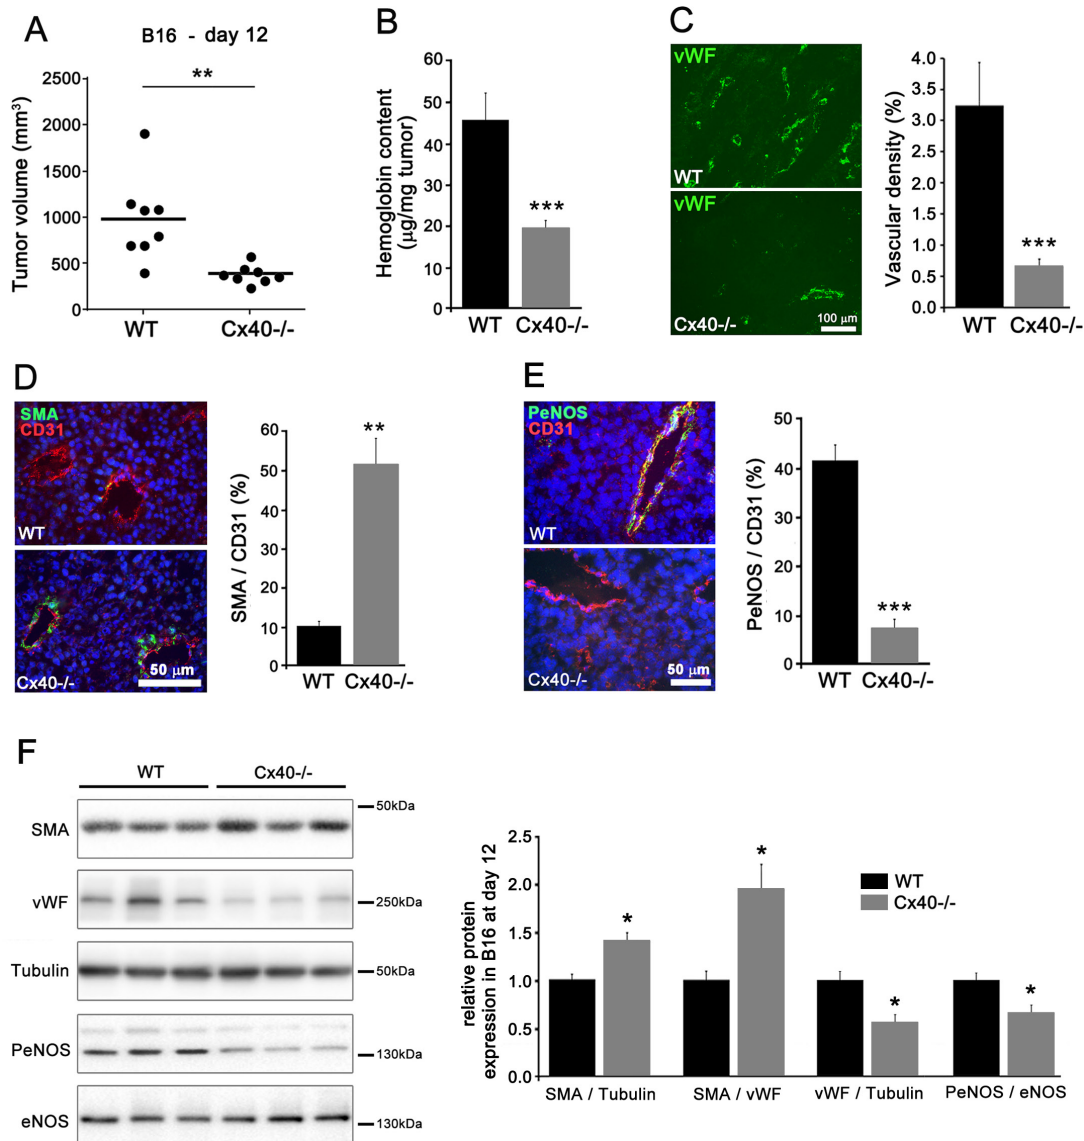 A
B16 - day 12
Tumor volume (mm³)
2500
2000
1500
1000
500
0
**
WT
Cx40-/-
B
Hemoglobin content
(µg/mg tumor)
60
50
40
30
20
10
0
***
WT
Cx40-/-
C
vWF
WT
vWF
Cx40-/-
100 µm
Vascular density (%)
4.0
3.5
3.0
2.5
2.0
1.5
1.0
0.5
0.0
***
WT
Cx40-/-
D
SMA
CD31
WT
Cx40-/-
50 µm
SMA / CD31 (%)
60
50
40
30
20
10
0
**
WT
Cx40-/-
E
PeNOS
CD31
WT
Cx40-/-
50 µm
PeNOS / CD31 (%)
50
40
30
20
10
0
***
WT
Cx40-/-
F
WT
Cx40-/-
SMA
50kDa
vWF
250kDa
Tubulin
50kDa
PeNOS
130kDa
eNOS
130kDa
relative protein
expression in B16 at day 12
2.5
2.0
1.5
1.0
0.5
0.0
*
*
*
*
WT
Cx40-/-
SMA / Tubulin
SMA / vWF
vWF / Tubulin
PeNOS / eNOS